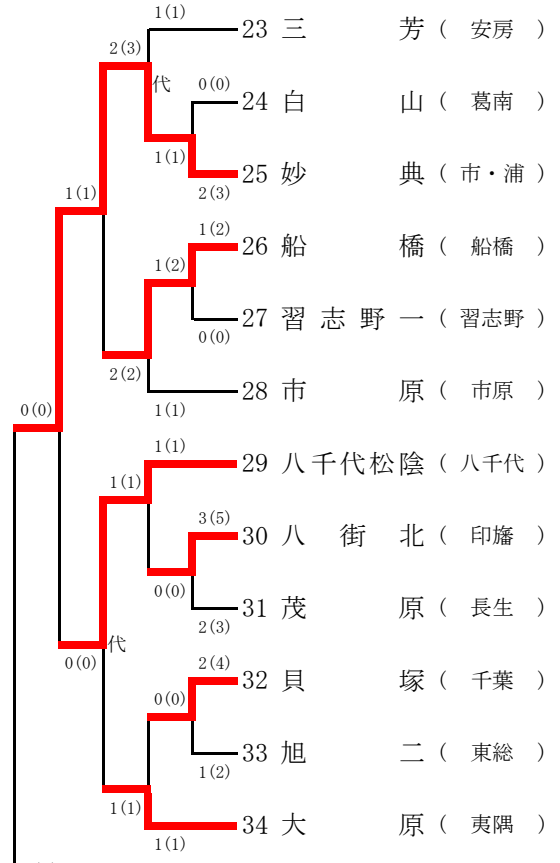 1(1)
23 三芳 ( 安房 )
2(3)
代
0(0)
24 白山 ( 葛南 )
1(1)
25 妙典 ( 市・浦 )
2(3)
1(1)
1(2)
26 船橋 ( 船橋 )
1(2)
27 習志野一 ( 習志野 )
0(0)
2(2)
28 市原 ( 市原 )
1(1)
0(0)
1(1)
29 八千代松陰 ( 八千代 )
1(1)
3(5)
30 八街北 ( 印旛 )
0(0)
31 茂原 ( 長生 )
2(3)
代
0(0)
2(4)
32 貝塚 ( 千葉 )
0(0)
33 旭二 ( 東総 )
1(2)
1(1)
34 大原 ( 夷隅 )
1(1)